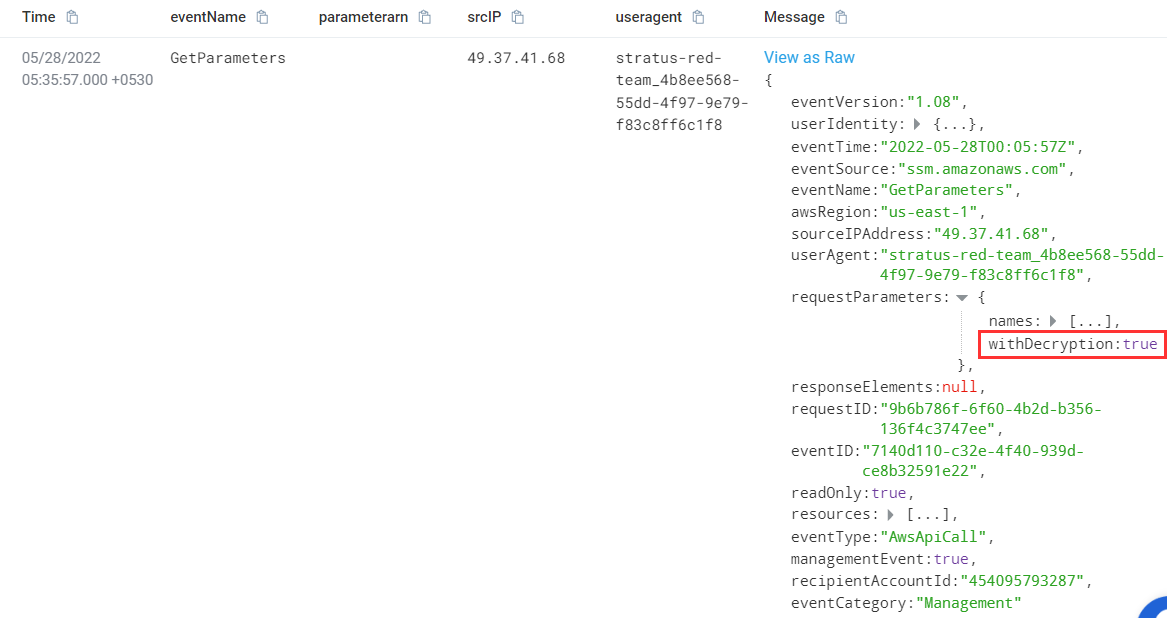 Time eventName parameterarn srcIP useragent Message
05/28/2022 GetParameters 49.37.41.68 stratus-red- View as Raw
05:35:57.000 +0530 team_4b8ee568- {
55dd-4f97-9e79- eventVersion:"1.08",
f83c8ff6c1f8 userIdentity: {...},
eventTime:"2022-05-28T00:05:57Z",
eventSource:"ssm.amazonaws.com",
eventName:"GetParameters",
awsRegion:"us-east-1",
sourceIPAddress:"49.37.41.68",
userAgent:"stratus-red-team_4b8ee568-55dd-
4f97-9e79-f83c8ff6c1f8",
requestParameters: {
names: [...],
withDecryption:true
},
responseElements:null,
requestID:"9b6b786f-6f60-4b2d-b356-
136f4c3747ee",
eventID:"7140d110-c32e-4f40-939d-
ce8b32591e22",
readOnly:true,
resources: [...],
eventType:"AwsApiCall",
managementEvent:true,
recipientAccountId:"454095793287",
eventCategory:"Management"